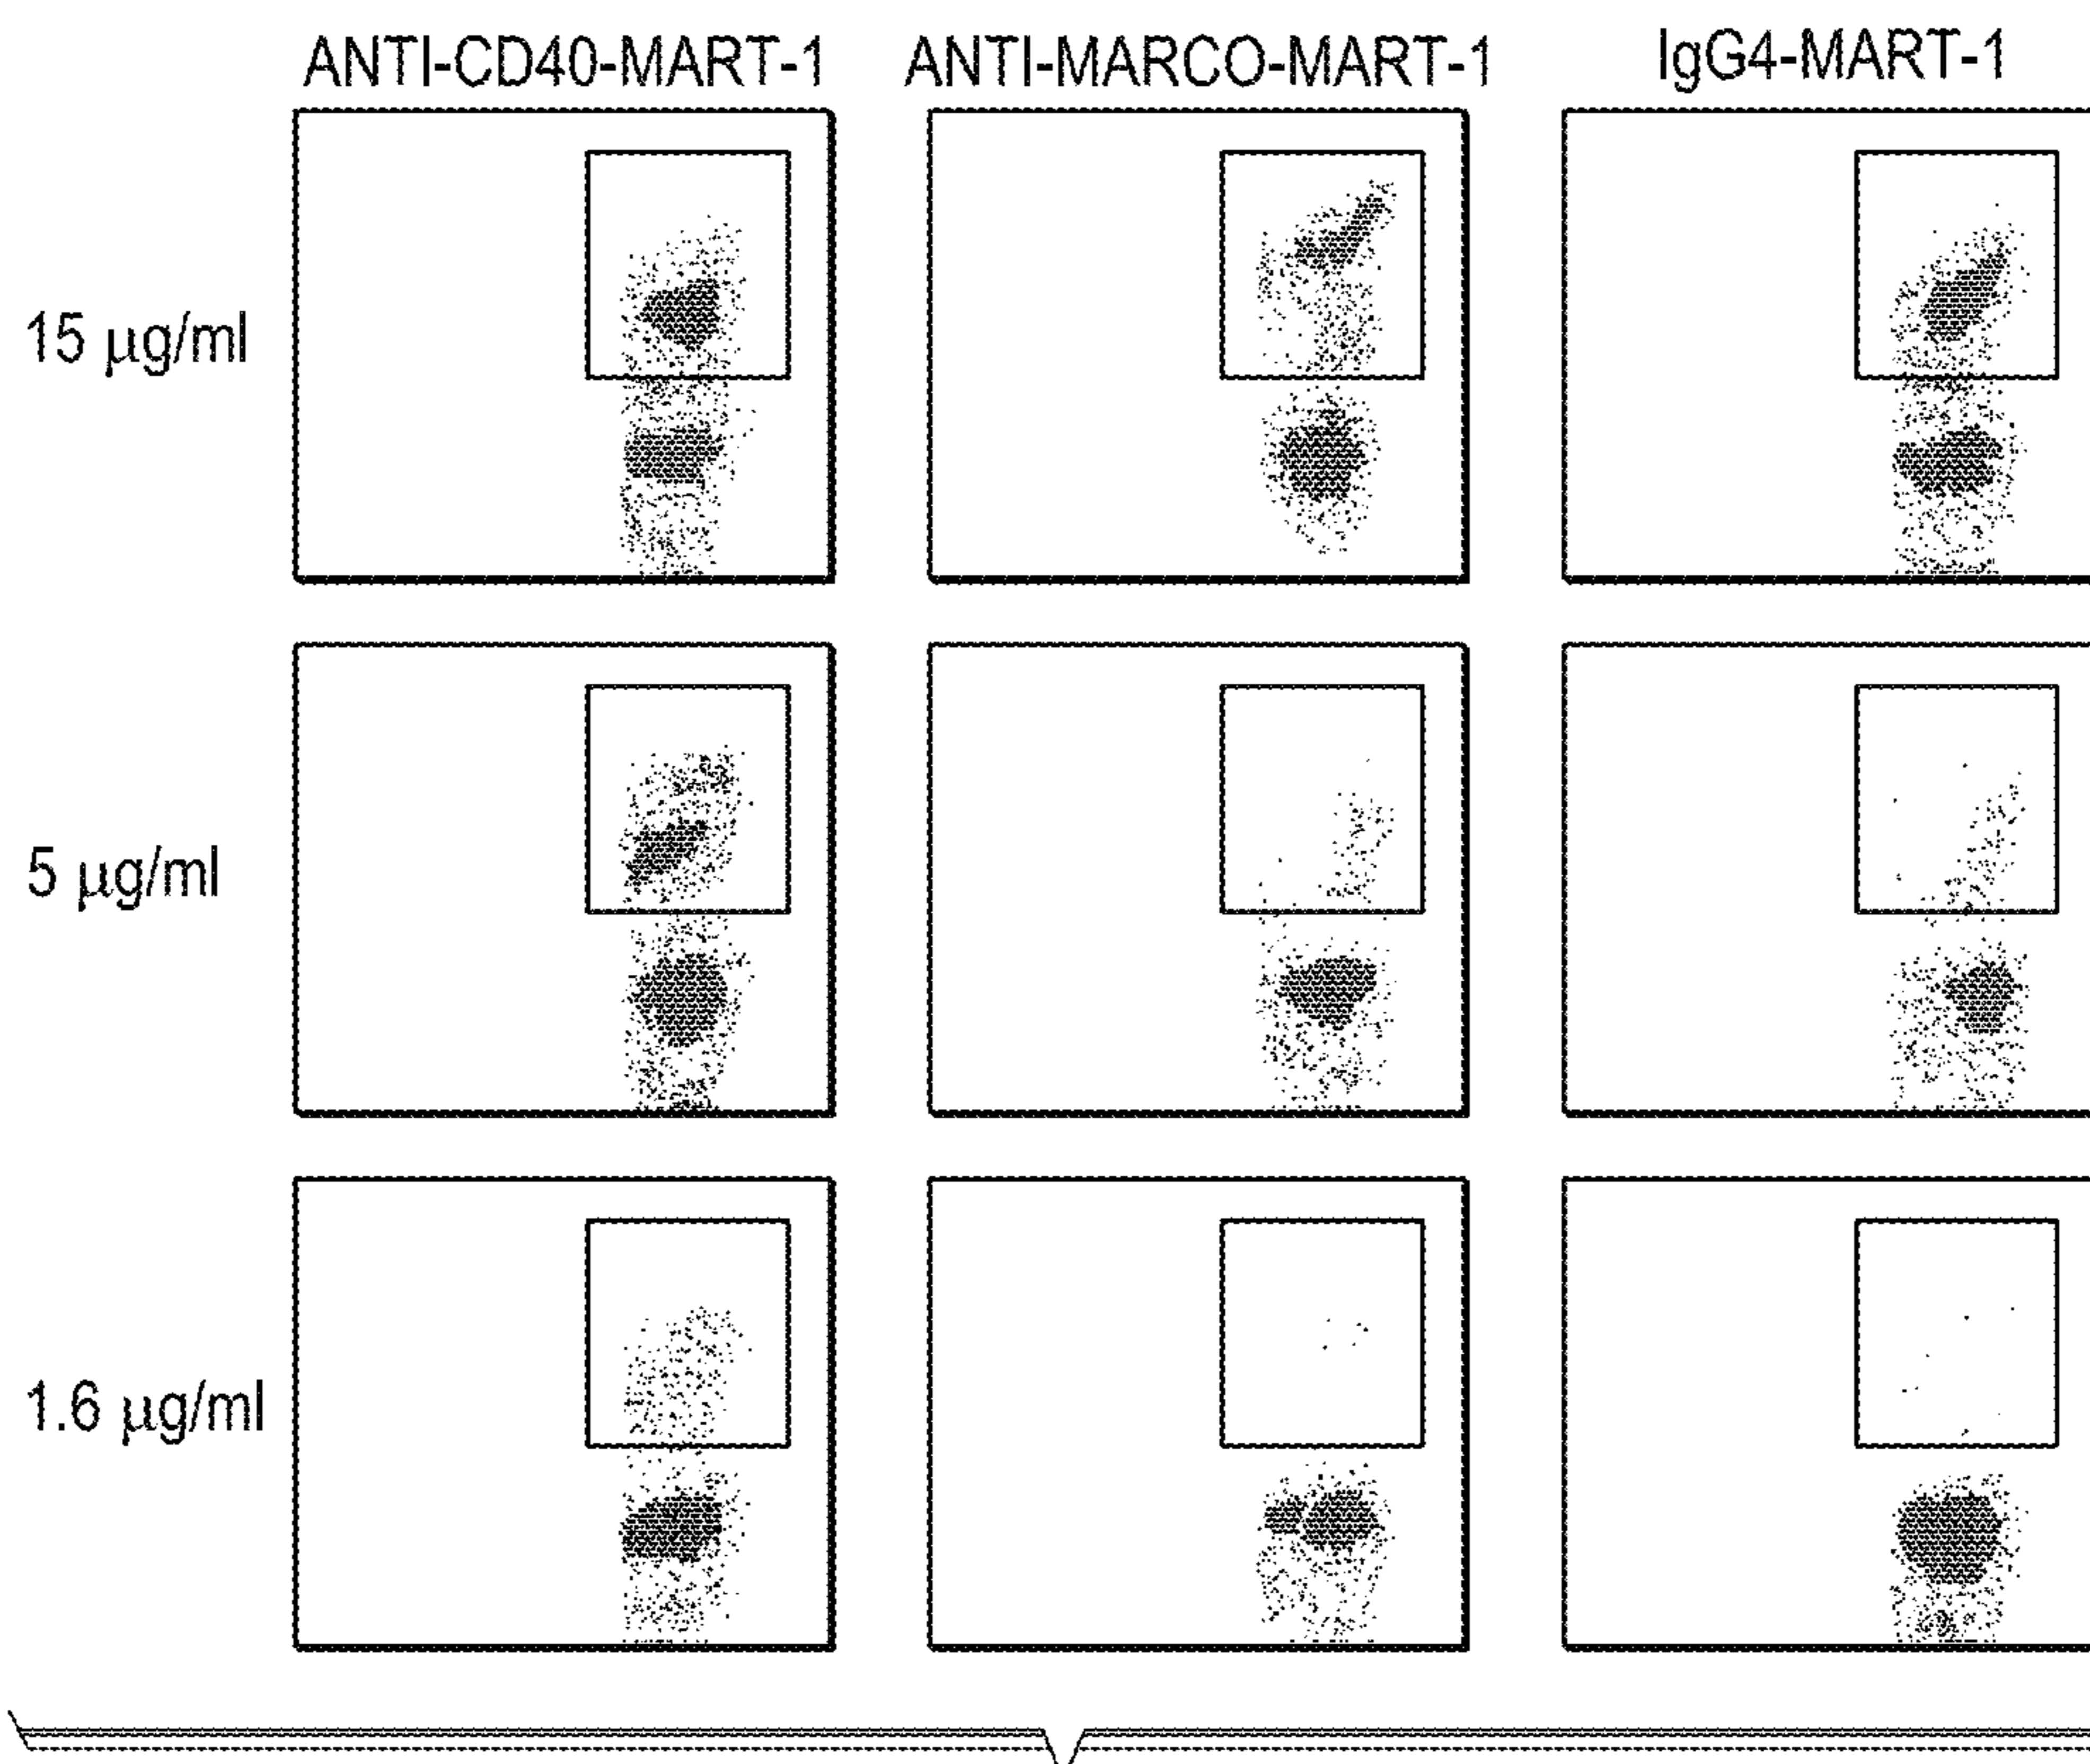 ANTI-CD40-MART-1 ANTI-MARCO-MART-1 IgG4-MART-1
15 μg/ml
5 μg/ml
1.6 μg/ml